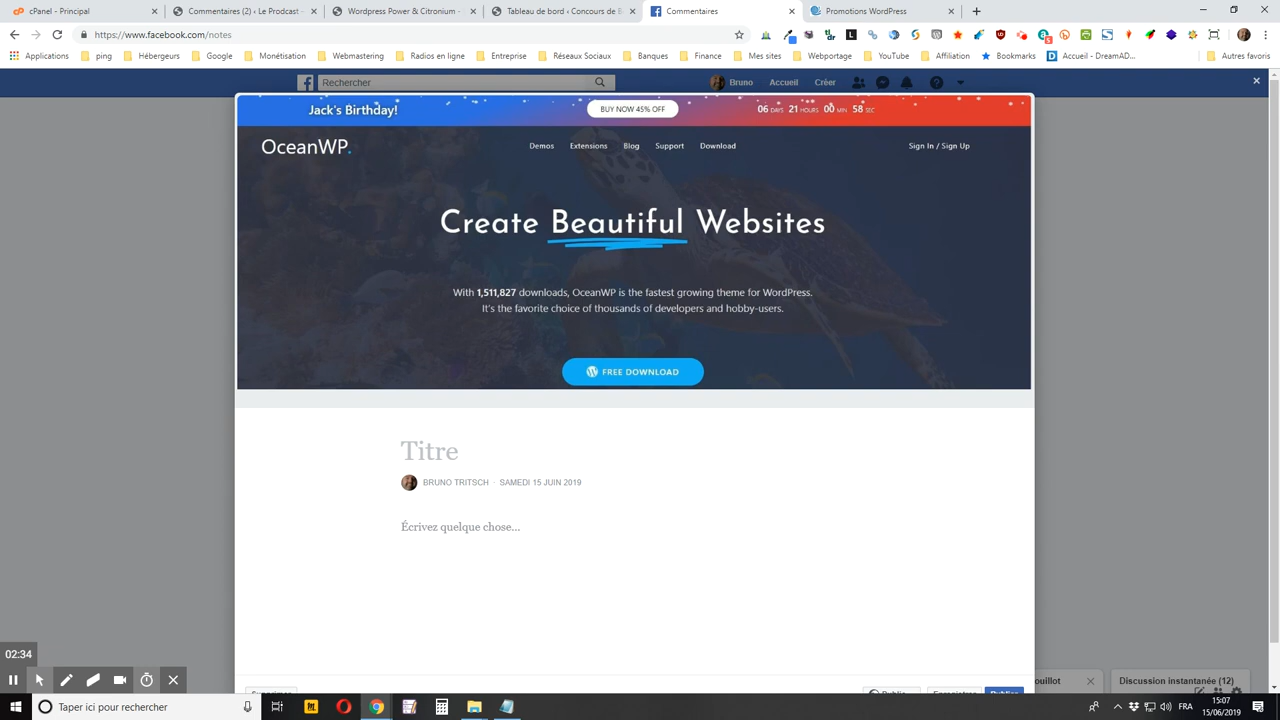 cPanel - Principal
Commentaires (2) ‹ Le Podcast -
WordPress Power & Citronium -
Tableau de bord ‹ Concours de B
Commentaires
Promotions WordPress
https://www.facebook.com/notes
Applications
ping
Hébergeurs
Google
Monétisation
Webmastering
Radios en ligne
Entreprise
Réseaux Sociaux
Banques
Finance
Mes sites
Webportage
YouTube
Affiliation
Bookmarks
Accueil - DreamAD...
Autres favoris
Rechercher
Bruno
Accueil
Créer
Jack's Birthday!
BUY NOW 45% OFF
06 DAYS 21 HOURS 00 MIN 58 SEC
OceanWP.
Demos
Extensions
Blog
Support
Download
Sign In / Sign Up
Create Beautiful Websites
With 1,511,827 downloads, OceanWP is the fastest growing theme for WordPress.
It's the favorite choice of thousands of developers and hobby-users.
FREE DOWNLOAD
Titre
BRUNO TRITSCH · SAMEDI 15 JUIN 2019
Écrivez quelque chose...
02:34
Supprimer
Public
Enregistrer
Publier
ouillot
Discussion instantanée (12)
Taper ici pour rechercher
FRA
15:07
15/06/2019